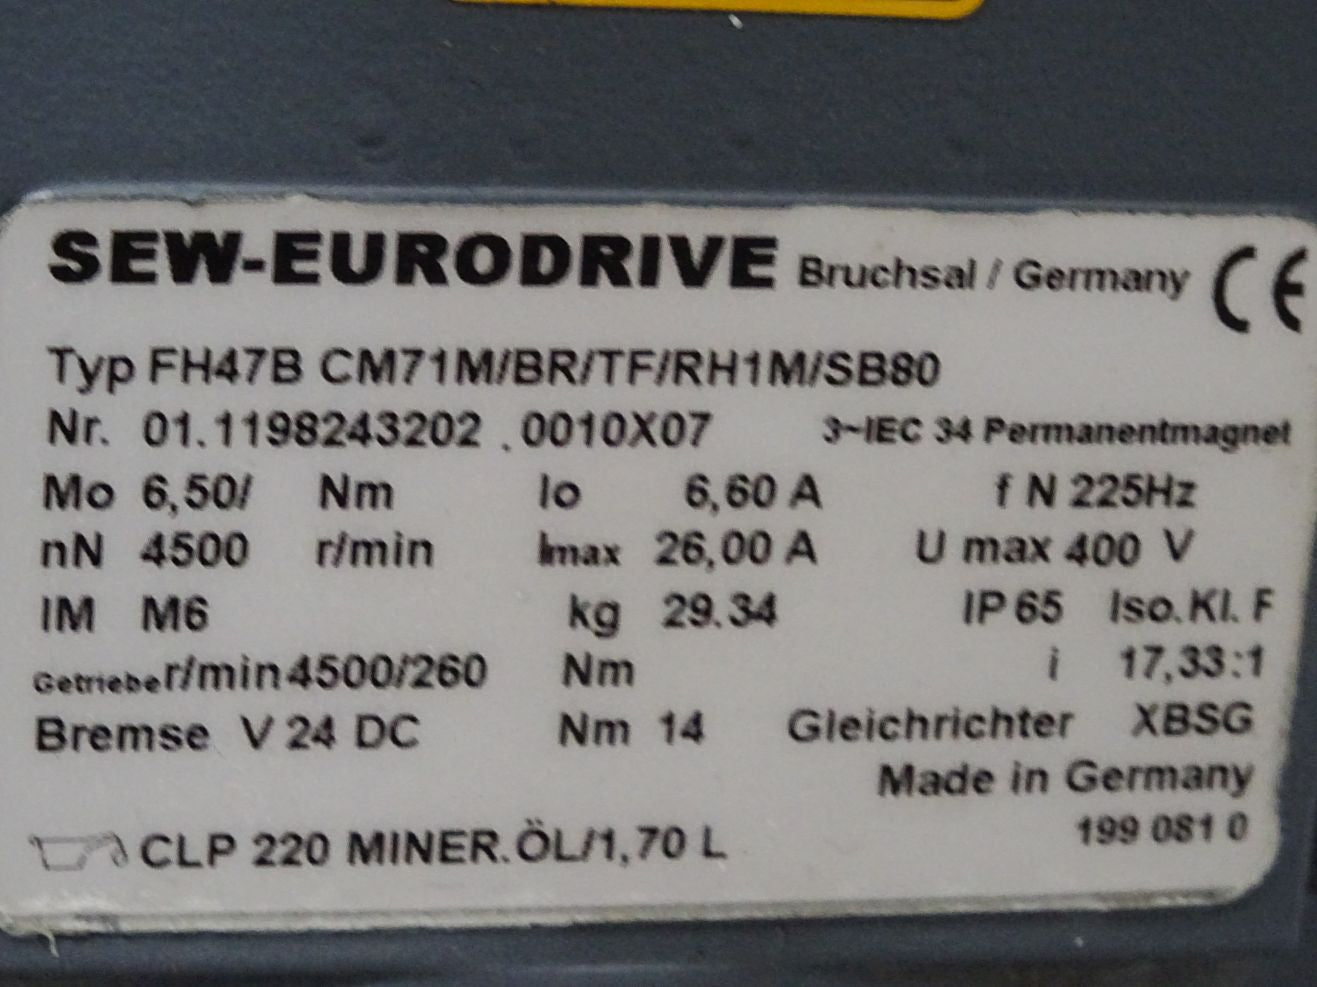 SEW-EURODRIVE Bruchsal / Germany CE
Typ FH47B CM71M/BR/TF/RH1M/SB80
Nr. 01.1198243202 .0010X07 3~IEC 34 Permanentmagnet
Mo 6,50/ Nm Io 6,60 A f N 225Hz
nN 4500 r/min Imax 26,00 A U max 400 V
IM M6 kg 29.34 IP 65 Iso.Kl. F
Getriebe r/min 4500/260 Nm i 17,33:1
Bremse V 24 DC Nm 14 Gleichrichter XBSG
Made in Germany
CLP 220 MINER.ÖL/1,70 L 199 081 0